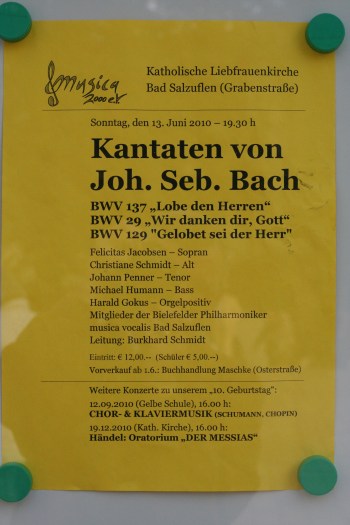 musica
2000 e.V.
Katholische Liebfrauenkirche
Bad Salzuflen (Grabenstraße)
Sonntag, den 13. Juni 2010 – 19.30 h
Kantaten von
Joh. Seb. Bach
BWV 137 „Lobe den Herren“
BWV 29 „Wir danken dir, Gott“
BWV 129 "Gelobet sei der Herr"
Felicitas Jacobsen – Sopran
Christiane Schmidt – Alt
Johann Penner – Tenor
Michael Humann – Bass
Harald Gokus – Orgelpositiv
Mitglieder der Bielefelder Philharmoniker
musica vocalis Bad Salzuflen
Leitung: Burkhard Schmidt
Eintritt: € 12,00.-- (Schüler € 5,00.--)
Vorverkauf ab 1.6.: Buchhandlung Maschke (Osterstraße)
Weitere Konzerte zu unserem „10. Geburtstag“:
12.09.2010 (Gelbe Schule), 16.00 h:
CHOR- & KLAVIERMUSIK (SCHUMANN, CHOPIN)
19.12.2010 (Kath. Kirche), 16.00 h:
Händel: Oratorium „DER MESSIAS“